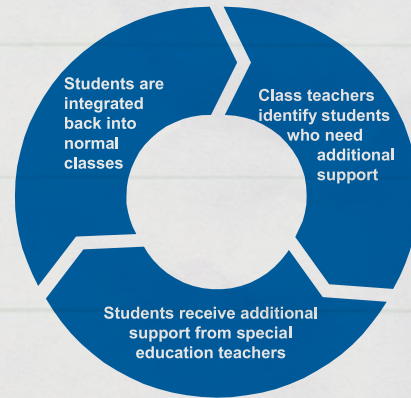 Students are
integrated
back into
normal
classes
Class teachers
identify students
who need
additional
support
Students receive additional
support from special
education teachers